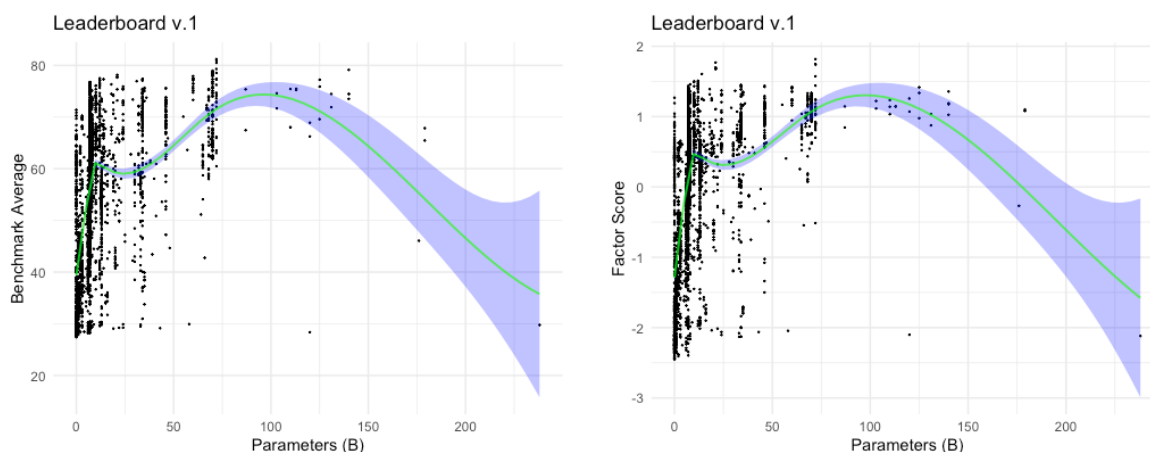 Leaderboard v.1
Benchmark Average
80
60
40
20
0 50 100 150 200
Parameters (B)
Leaderboard v.1
Factor Score
2
1
0
-1
-2
-3
0 50 100 150 200
Parameters (B)